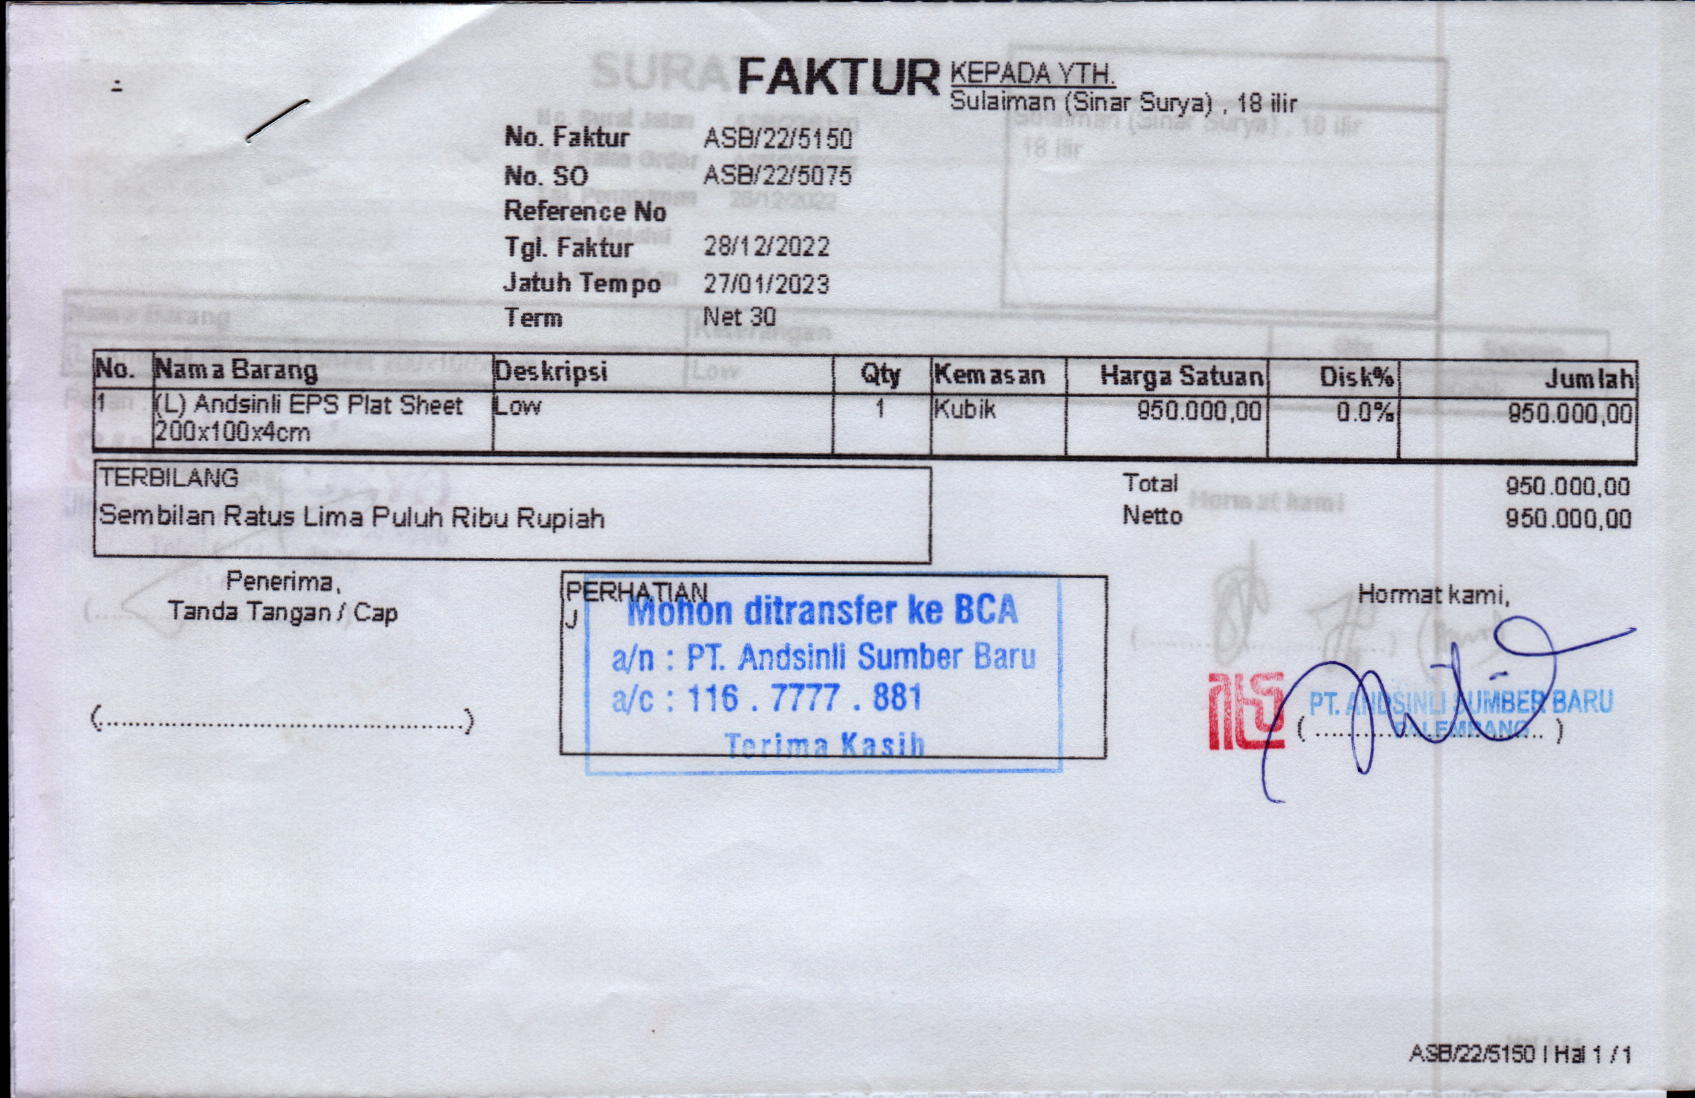 FAKTUR
KEPADA YTH.
Sulaiman (Sinar Surya) , 18 ilir
No. Faktur ASB/22/5150
No. SO ASB/22/5075
Reference No
Tgl. Faktur 28/12/2022
Jatuh Tempo 27/01/2023
Term Net 30
No. Nama Barang Deskripsi Qty Kemasan Harga Satuan Disk% Jumlah
1 (L) Andsinli EPS Plat Sheet Low 1 Kubik 950.000,00 0.0% 950.000,00
200x100x4cm
TERBILANG
Sembilan Ratus Lima Puluh Ribu Rupiah
Total 950.000,00
Netto 950.000,00
Penerima,
Tanda Tangan / Cap
(..........................................................)
PERHATIAN
J
Mohon ditransfer ke BCA
a/n : PT. Andsinli Sumber Baru
a/c : 116 . 7777 . 881
Terima Kasih
Hormat kami,
PT. ANDSINLI SUMBER BARU
PALEMBANG
ASB/22/5150 | Hal 1 / 1